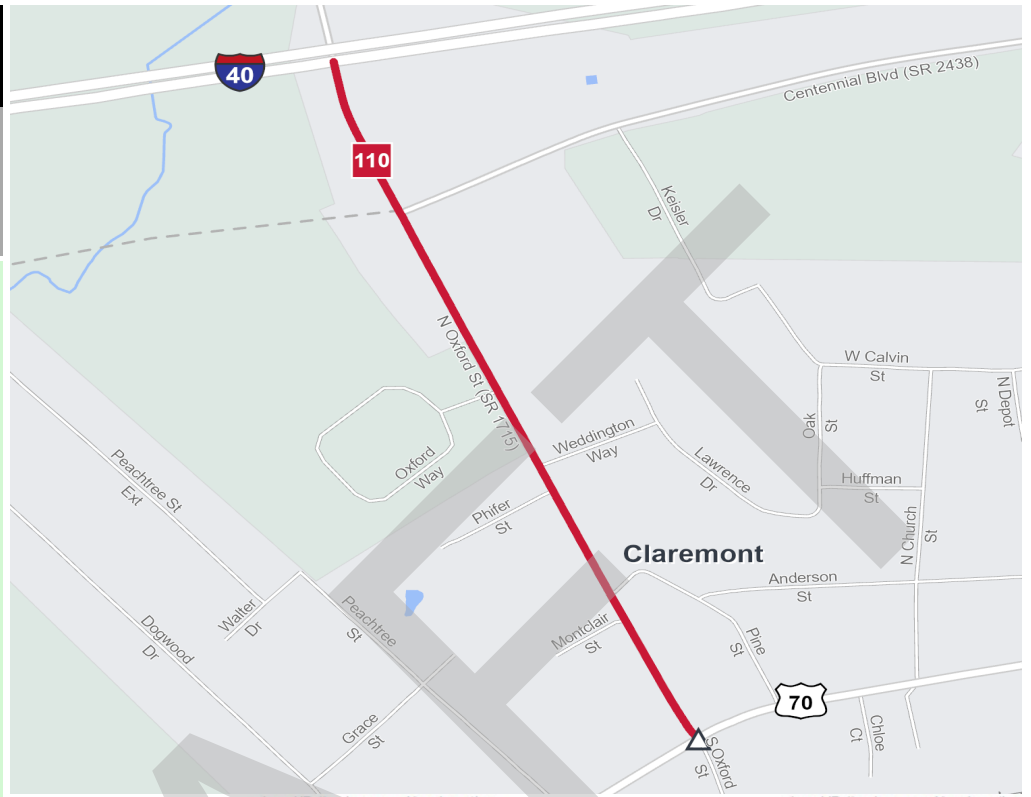 40
Centennial Blvd (SR 2438)
110
Keisler
Dr
N Oxford St (SR 1715)
W Calvin
St
N Depot
St
Oak
St
Weddington
Way
Oxford
Way
Lawrence
Dr
Peachtree St
Ext
Huffman
St
Phifer
St
N Church
St
Claremont
Anderson
St
Walter
Dr
Peachtree
St
Dogwood
Dr
Montclair
St
Pine
St
70
Grace
St
Chloe
Ct
S Oxford
St